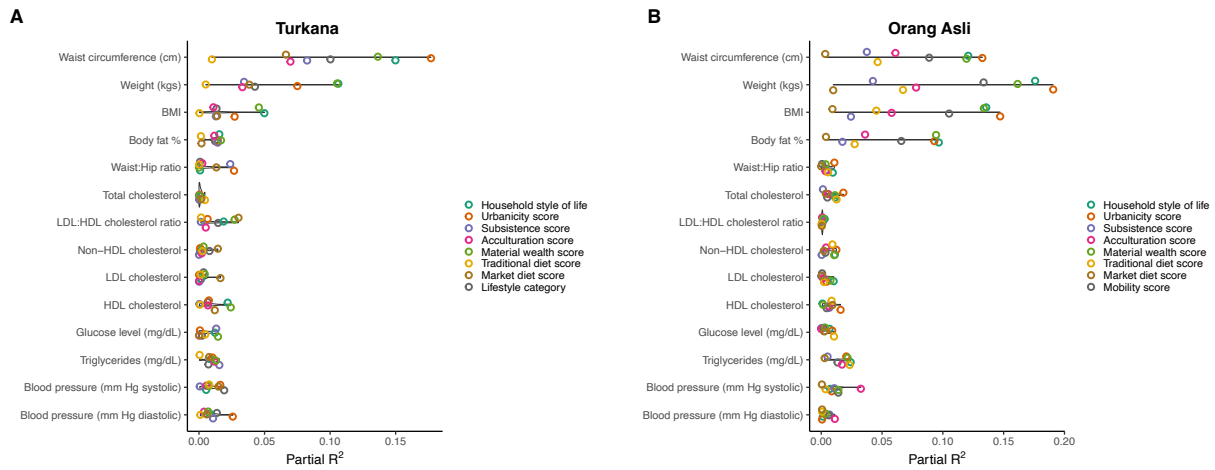 A
Turkana
Waist circumference (cm)
Weight (kgs)
BMI
Body fat %
Waist:Hip ratio
Total cholesterol
LDL:HDL cholesterol ratio
Non−HDL cholesterol
LDL cholesterol
HDL cholesterol
Glucose level (mg/dL)
Triglycerides (mg/dL)
Blood pressure (mm Hg systolic)
Blood pressure (mm Hg diastolic)
0.00 0.05 0.10 0.15
Partial R²
Household style of life
Urbanicity score
Subsistence score
Acculturation score
Material wealth score
Traditional diet score
Market diet score
Lifestyle category
B
Orang Asli
Waist circumference (cm)
Weight (kgs)
BMI
Body fat %
Waist:Hip ratio
Total cholesterol
LDL:HDL cholesterol ratio
Non−HDL cholesterol
LDL cholesterol
HDL cholesterol
Glucose level (mg/dL)
Triglycerides (mg/dL)
Blood pressure (mm Hg systolic)
Blood pressure (mm Hg diastolic)
0.00 0.05 0.10 0.15 0.20
Partial R²
Household style of life
Urbanicity score
Subsistence score
Acculturation score
Material wealth score
Traditional diet score
Market diet score
Mobility score